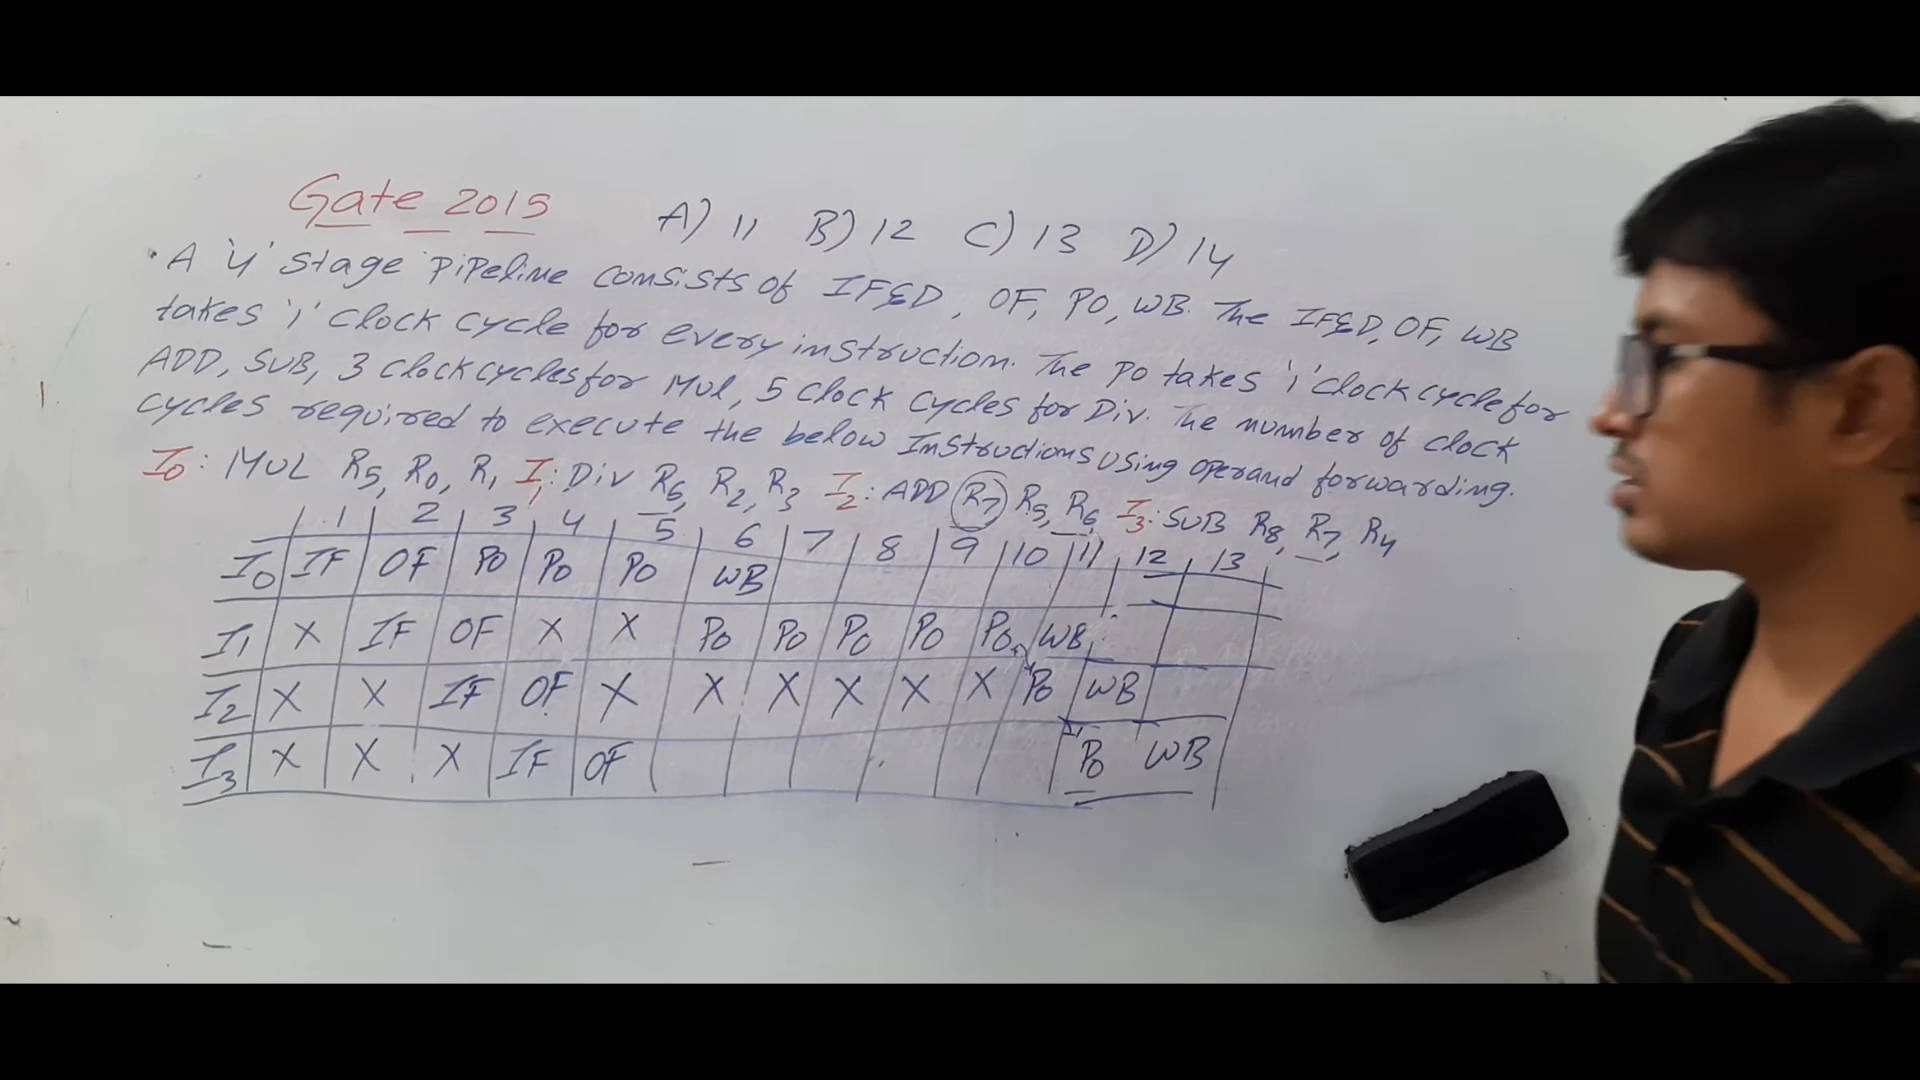 Gate 2015 A) 11 B) 12 C) 13 D) 14
A '4' stage pipeline consists of IF&D, OF, PO, WB. The IF&D, OF, WB
takes '1' clock cycle for every instruction. The PO takes '1' clock cycle for
ADD, SUB, 3 clock cycles for Mul, 5 clock cycles for Div. The number of clock
cycles required to execute the below Instructions using operand forwarding.
I0: MUL R5, R0, R1 I1: Div R6, R2, R3 I2: ADD R7 R5, R6, I3: SUB R8, R7, R4
1 2 3 4 5 6 7 8 9 10 11 12 13
I0 IF OF PO PO PO WB
I1 X IF OF X X PO PO PO PO PO WB
I2 X X IF OF X X X X X X PO WB
I3 X X X IF OF PO WB